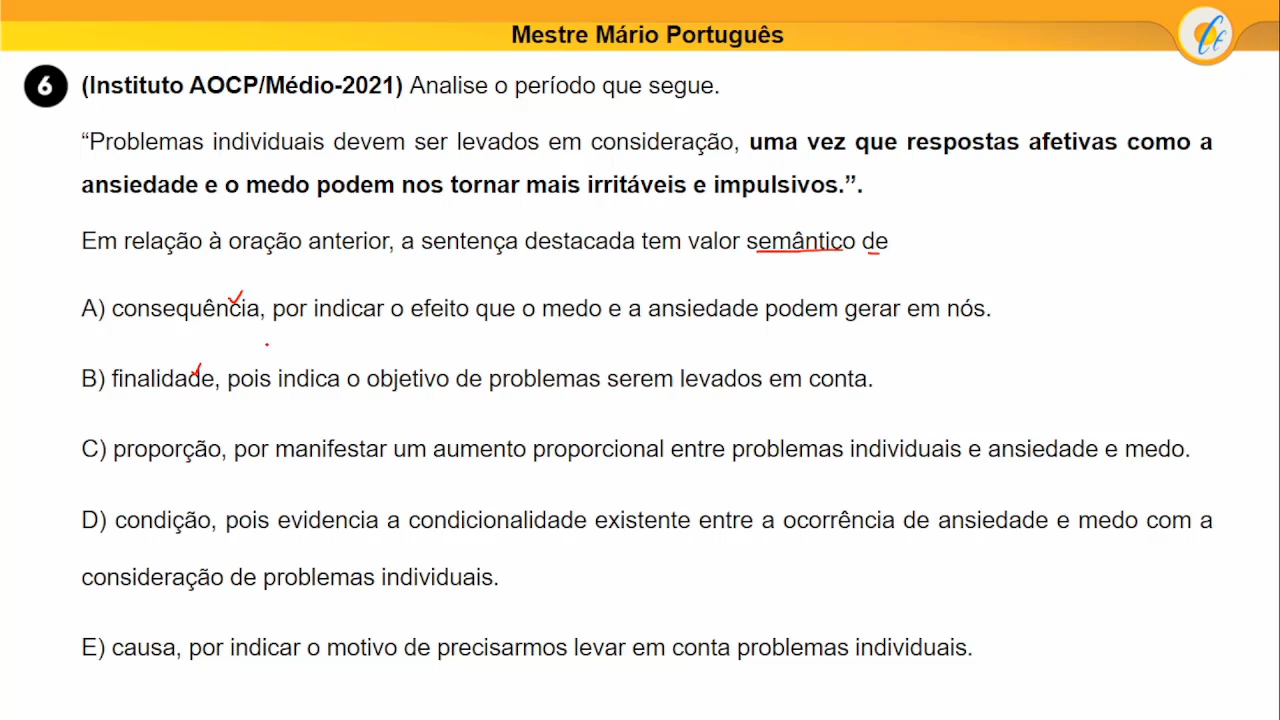 Mestre Mário Português
6 (Instituto AOCP/Médio-2021) Analise o período que segue.
“Problemas individuais devem ser levados em consideração, uma vez que respostas afetivas como a
ansiedade e o medo podem nos tornar mais irritáveis e impulsivos.”.
Em relação à oração anterior, a sentença destacada tem valor semântico de
A) consequência, por indicar o efeito que o medo e a ansiedade podem gerar em nós.
B) finalidade, pois indica o objetivo de problemas serem levados em conta.
C) proporção, por manifestar um aumento proporcional entre problemas individuais e ansiedade e medo.
D) condição, pois evidencia a condicionalidade existente entre a ocorrência de ansiedade e medo com a
consideração de problemas individuais.
E) causa, por indicar o motivo de precisarmos levar em conta problemas individuais.